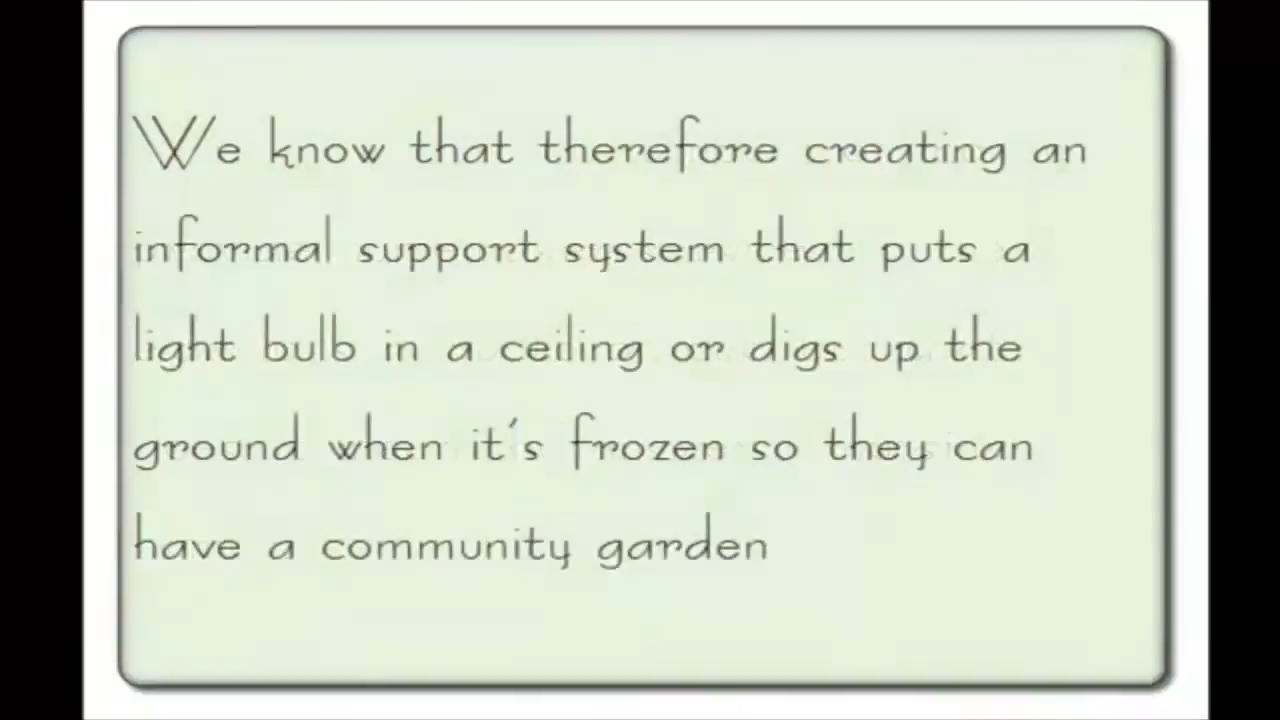 We know that therefore creating an
informal support system that puts a
light bulb in a ceiling or digs up the
ground when it's frozen so they can
have a community garden